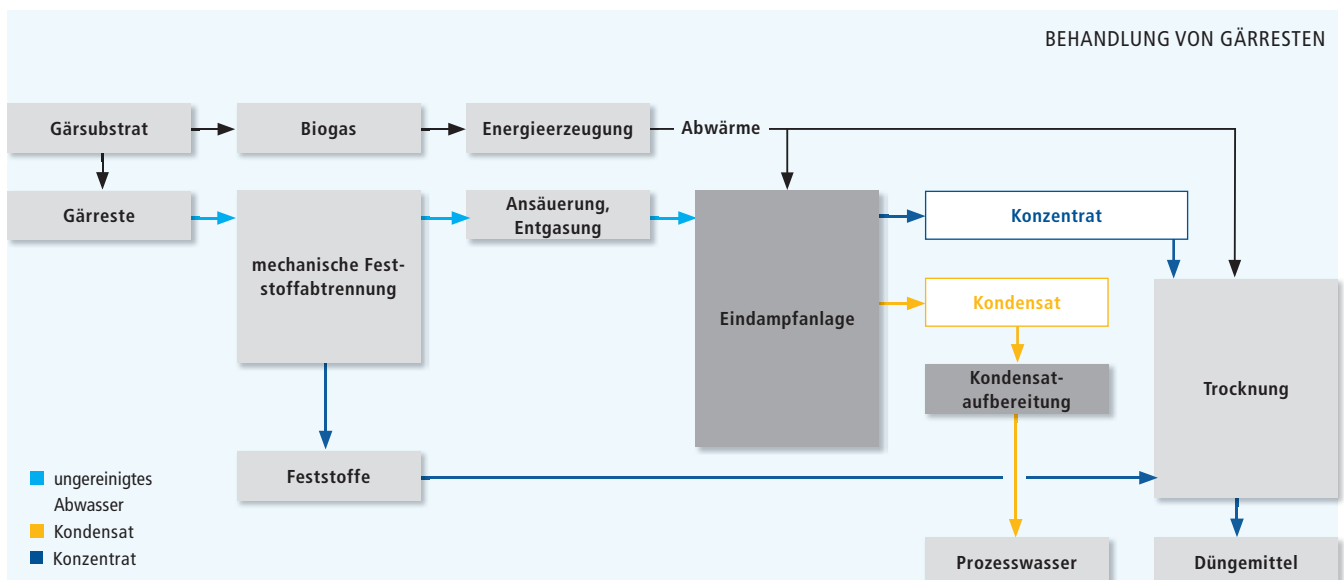 BEHANDLUNG VON GÄRRESTEN
Gärsubstrat
Biogas
Energieerzeugung
Abwärme
Gärreste
mechanische Fest-
stoffabtrennung
Ansäuerung,
Entgasung
Eindampfanlage
Konzentrat
Kondensat
Kondensat-
aufbereitung
Trocknung
Feststoffe
ungereinigtes
Abwasser
Kondensat
Konzentrat
Prozesswasser
Düngemittel